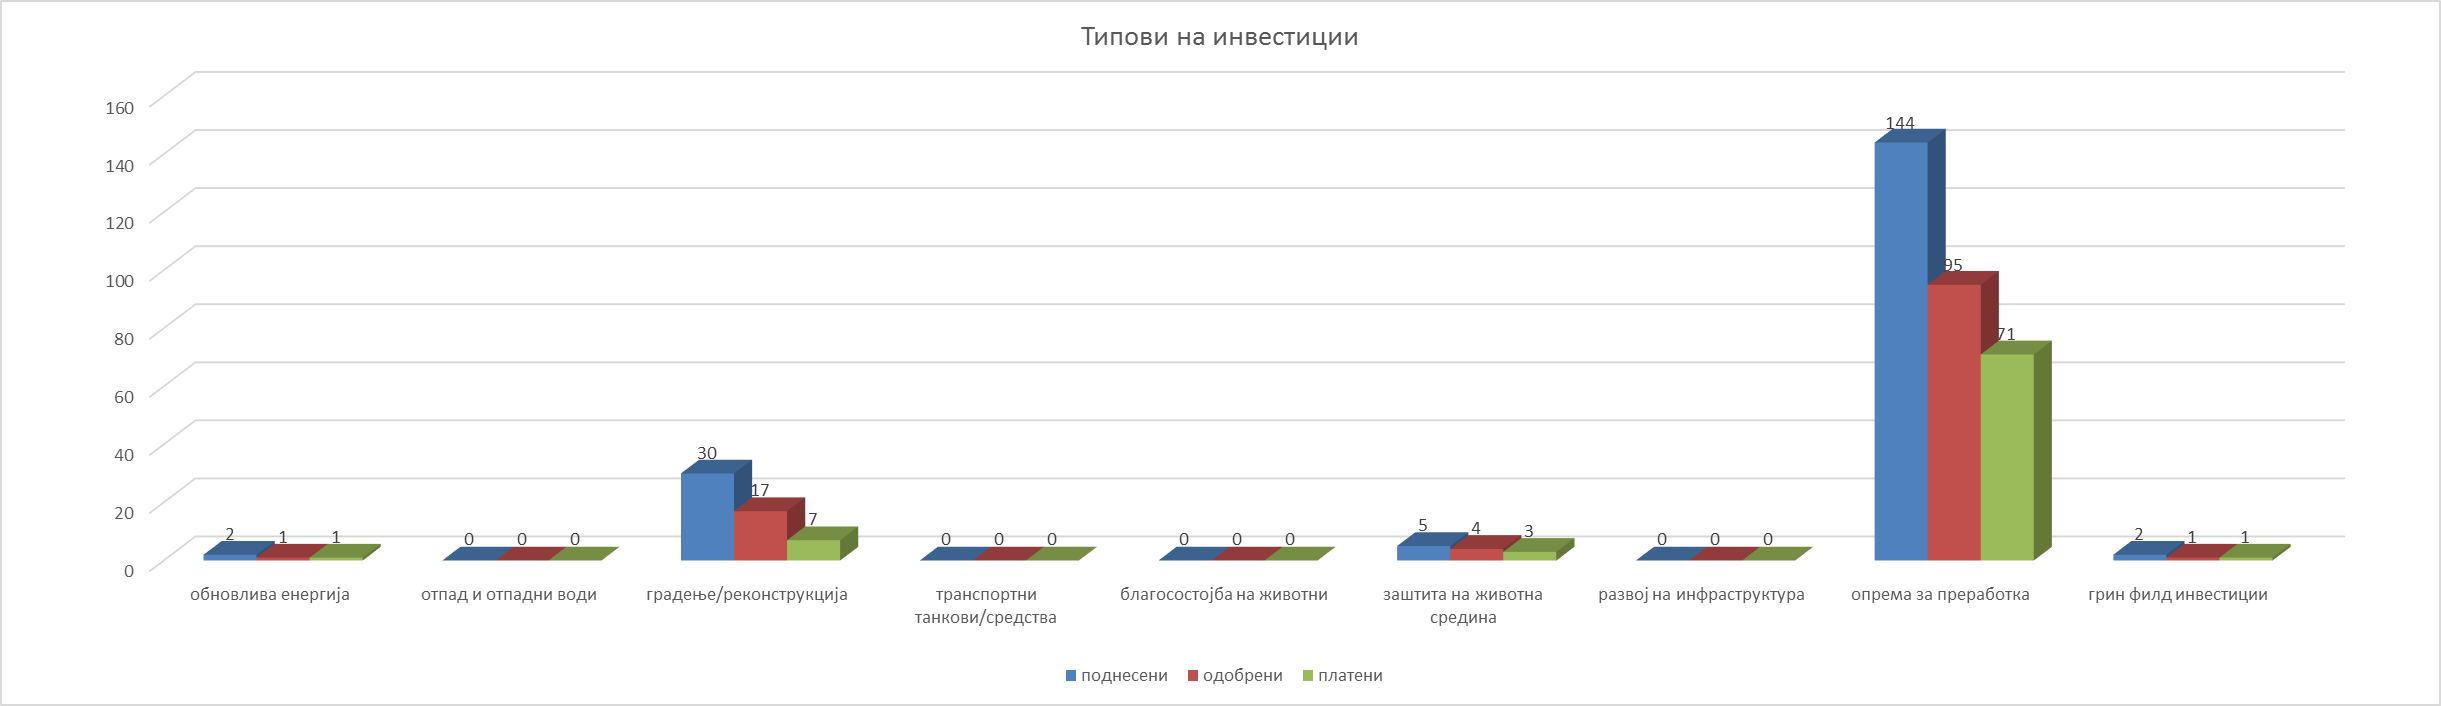 Типови на инвестиции
160
140
120
100
80
60
40
20
0
2 1 1
0 0 0
30 17 7
0 0 0
0 0 0
5 4 3
0 0 0
144 95 71
2 1 1
обновлива енергија
отпад и отпадни води
градење/реконструкција
транспортни
танкови/средства
благосостојба на животни
заштита на животна
средина
развој на инфраструктура
опрема за преработка
грин филд инвестиции
поднесени одобрени платени